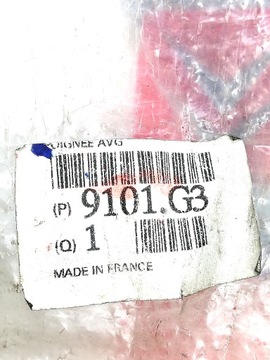 OIGNEE AVG
(P) 9101.G3
(Q) 1
MADE IN FRANCE